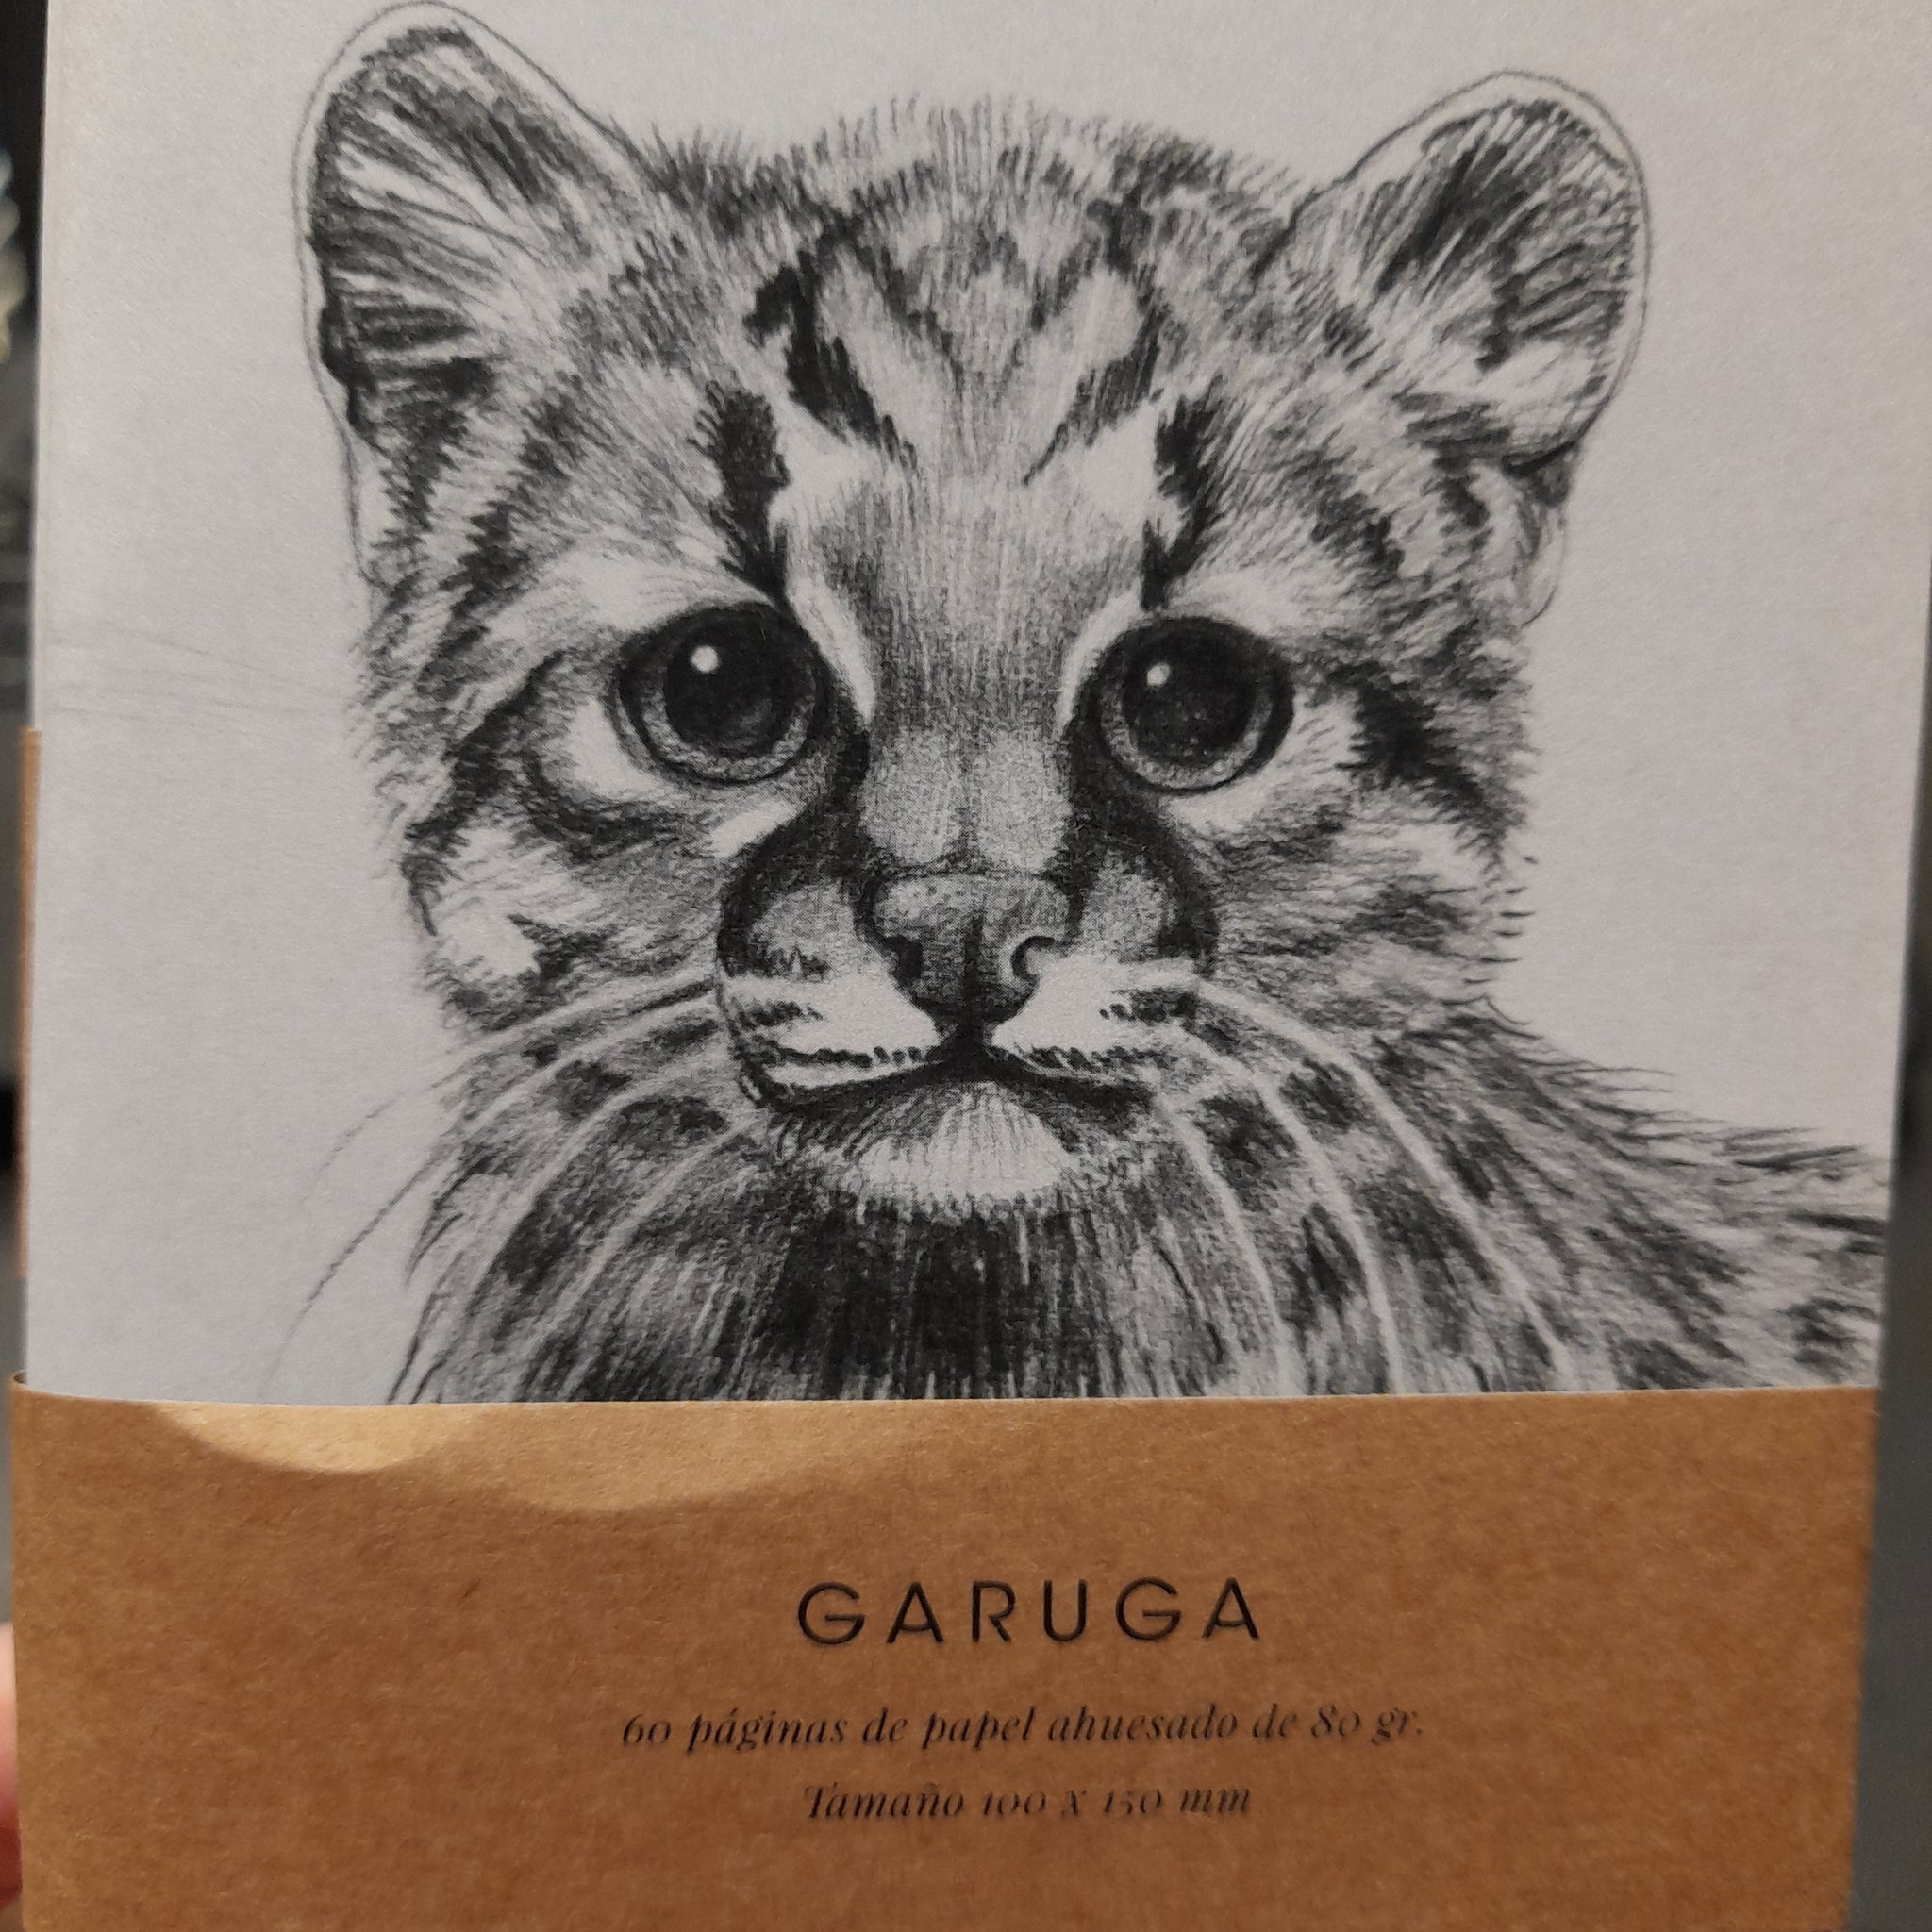 GARUGA
60 páginas de papel ahuesado de 80 gr.
Tamaño 100 x 150 mm